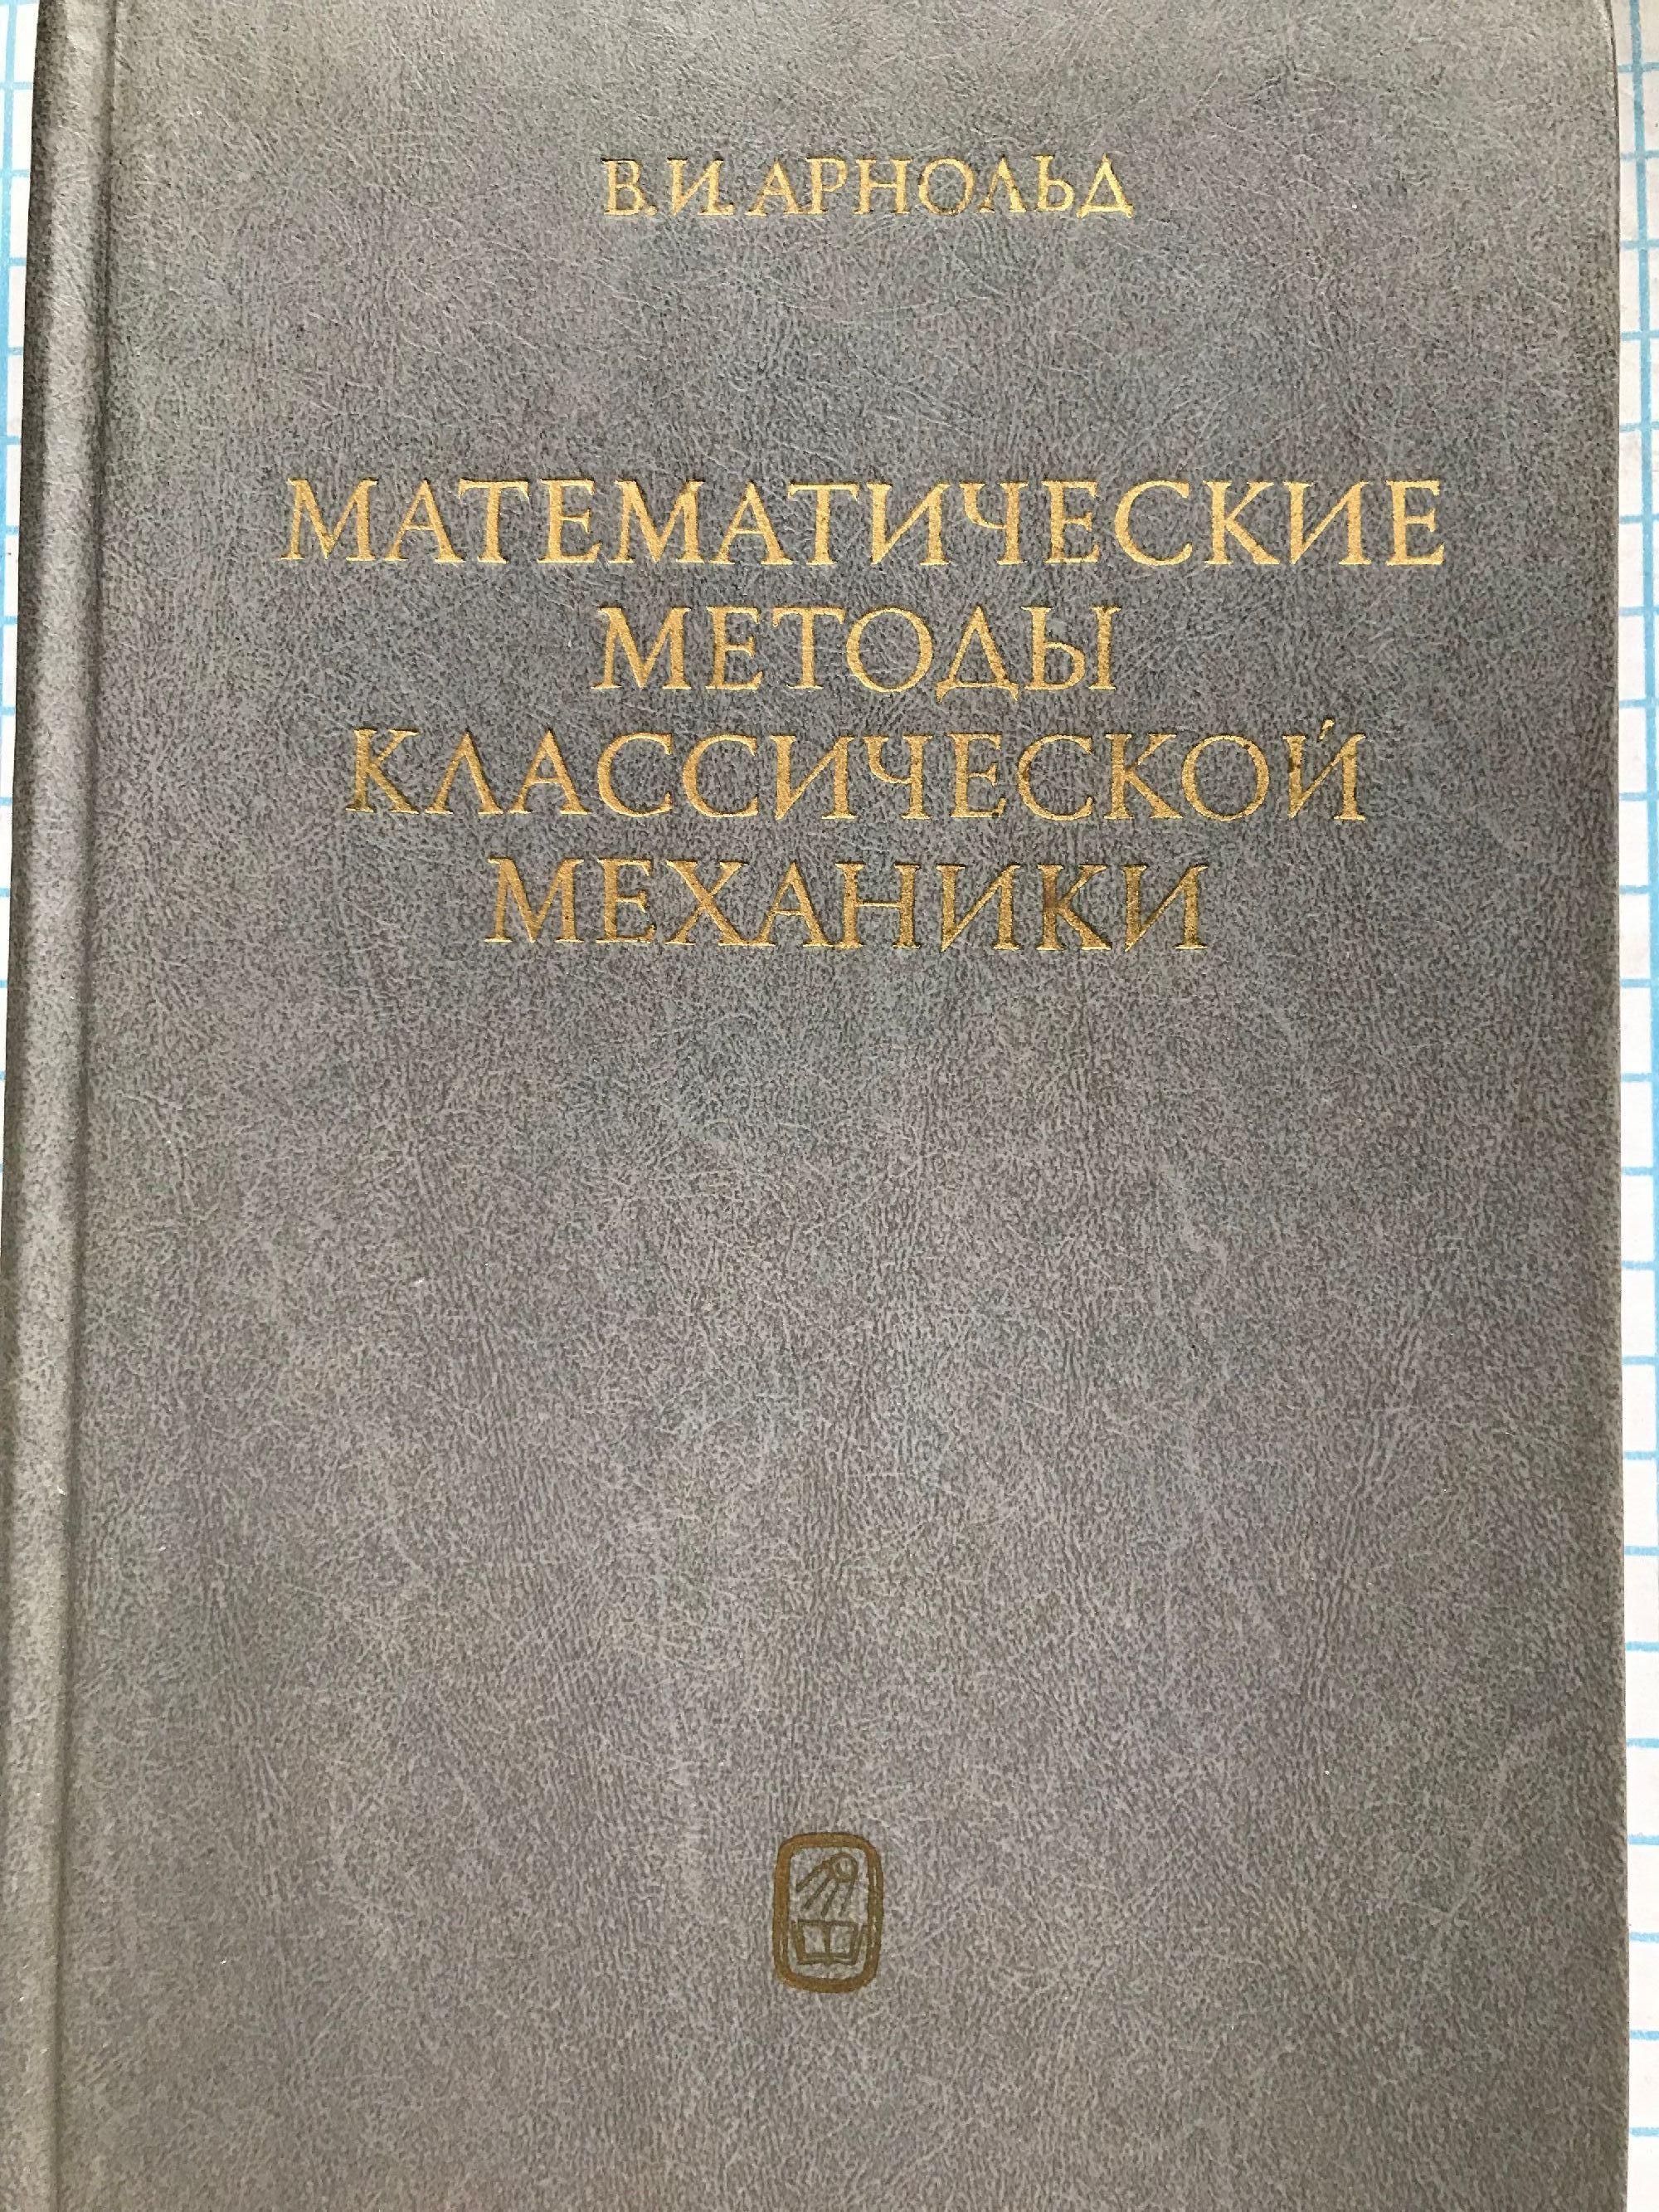 В.И.АРНОЛЬД
МАТЕМАТИЧЕСКИЕ
МЕТОДЫ
КЛАССИЧЕСКОЙ
МЕХАНИКИ